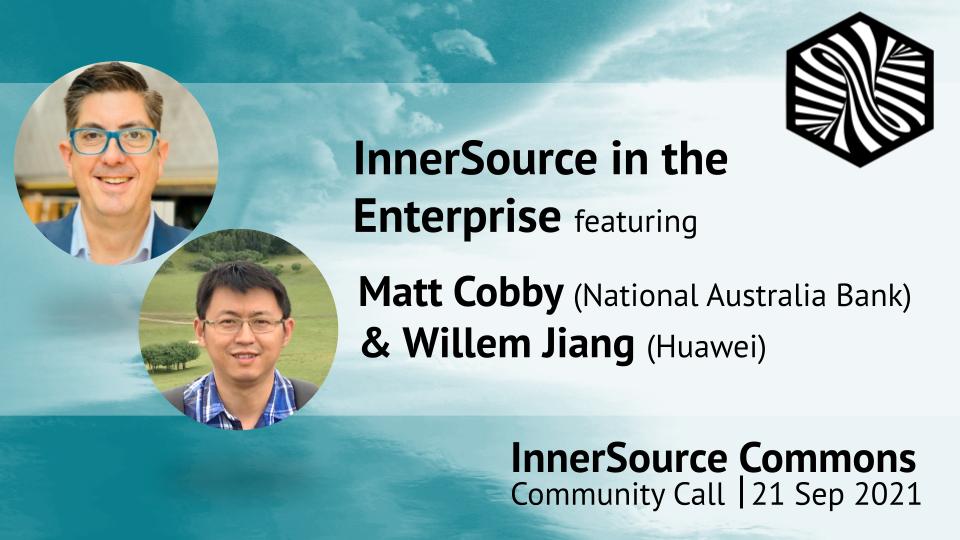 InnerSource in the
Enterprise featuring
Matt Cobby (National Australia Bank)
& Willem Jiang (Huawei)
InnerSource Commons
Community Call | 21 Sep 2021